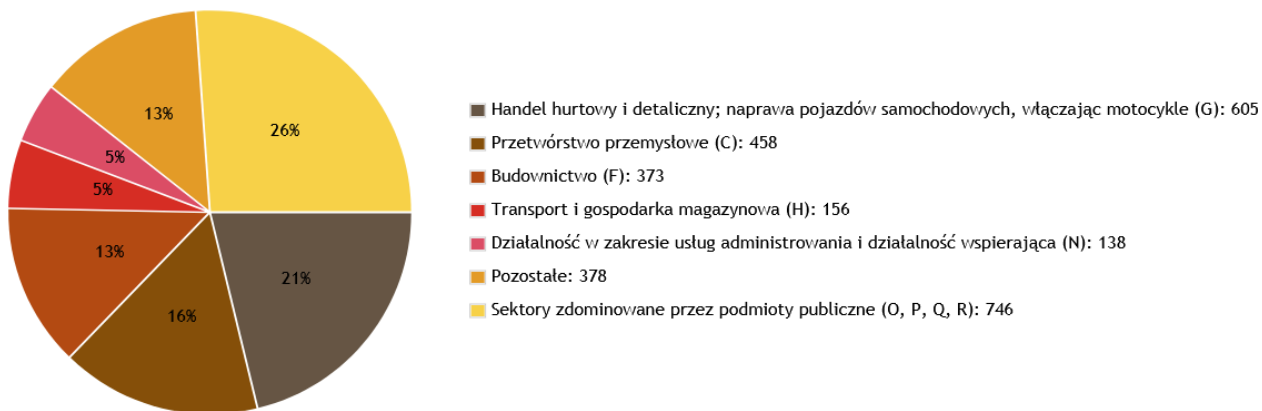 13%
26%
5%
5%
13%
21%
16%
Handel hurtowy i detaliczny; naprawa pojazdów samochodowych, włączając motocykle (G): 605
Przetwórstwo przemysłowe (C): 458
Budownictwo (F): 373
Transport i gospodarka magazynowa (H): 156
Działalność w zakresie usług administrowania i działalność wspierająca (N): 138
Pozostałe: 378
Sektory zdominowane przez podmioty publiczne (O, P, Q, R): 746